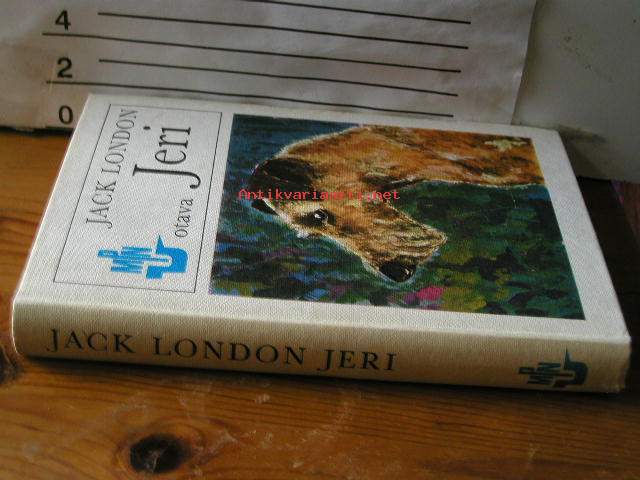 4
2
0
JACK LONDON
Jeri
otava
Antikvariaatti.net
JACK LONDON JERI